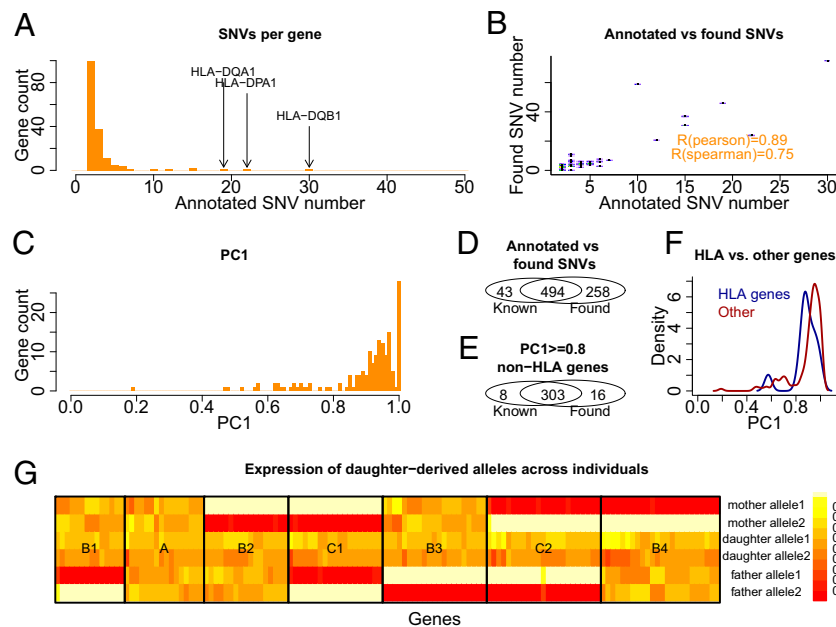 A
SNVs per gene
HLA-DQA1
HLA-DPA1
HLA-DQB1
Gene count
0 40 80
0 10 20 30 40 50
Annotated SNV number
B
Annotated vs found SNVs
Found SNV number
0 40
R(pearson)=0.89
R(spearman)=0.75
5 10 15 20 25 30
Annotated SNV number
C
PC1
Gene count
0 10 20
0.0 0.2 0.4 0.6 0.8 1.0
PC1
D
Annotated vs
found SNVs
43 494 258
Known Found
E
PC1>=0.8
non-HLA genes
8 303 16
Known Found
F
HLA vs. other genes
HLA genes
Other
Density
0 2 4 6
0.0 0.4 0.8
PC1
G
Expression of daughter-derived alleles across individuals
B1 A B2 C1 B3 C2 B4
mother allele1
mother allele2
daughter allele1
daughter allele2
father allele1
father allele2
Genes